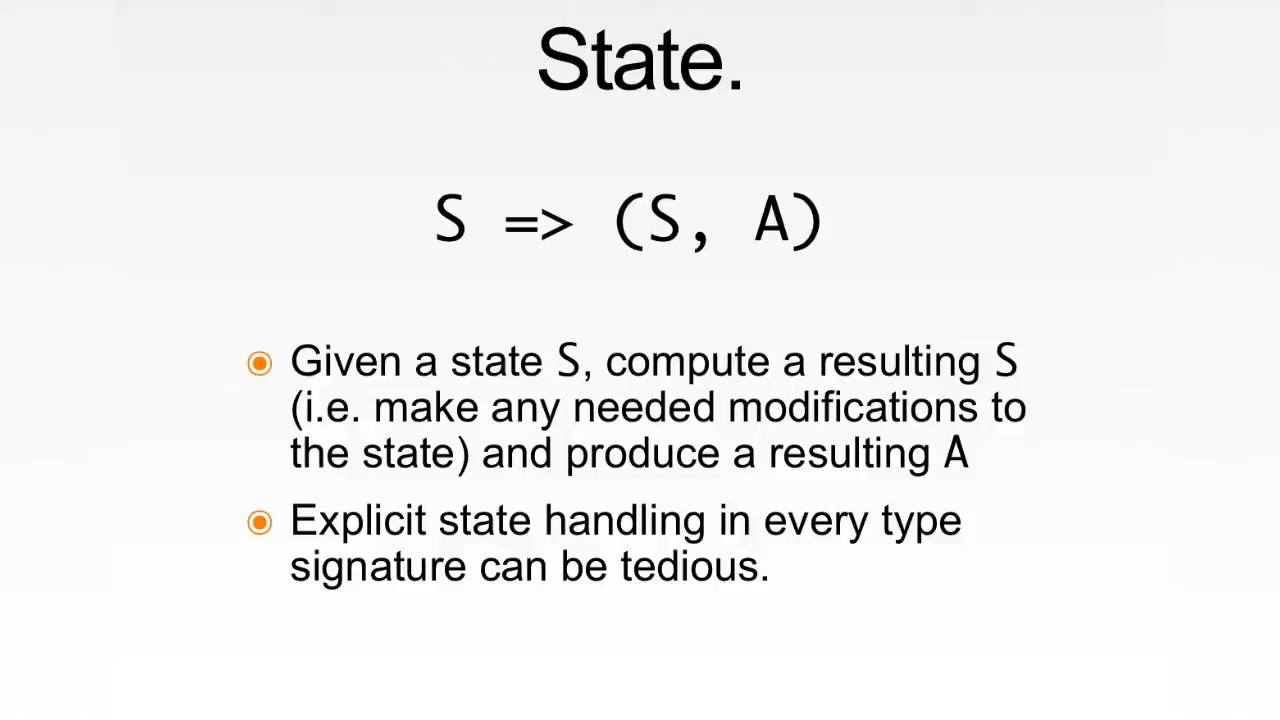 State.
S => (S, A)
Given a state S, compute a resulting S
(i.e. make any needed modifications to
the state) and produce a resulting A
Explicit state handling in every type
signature can be tedious.